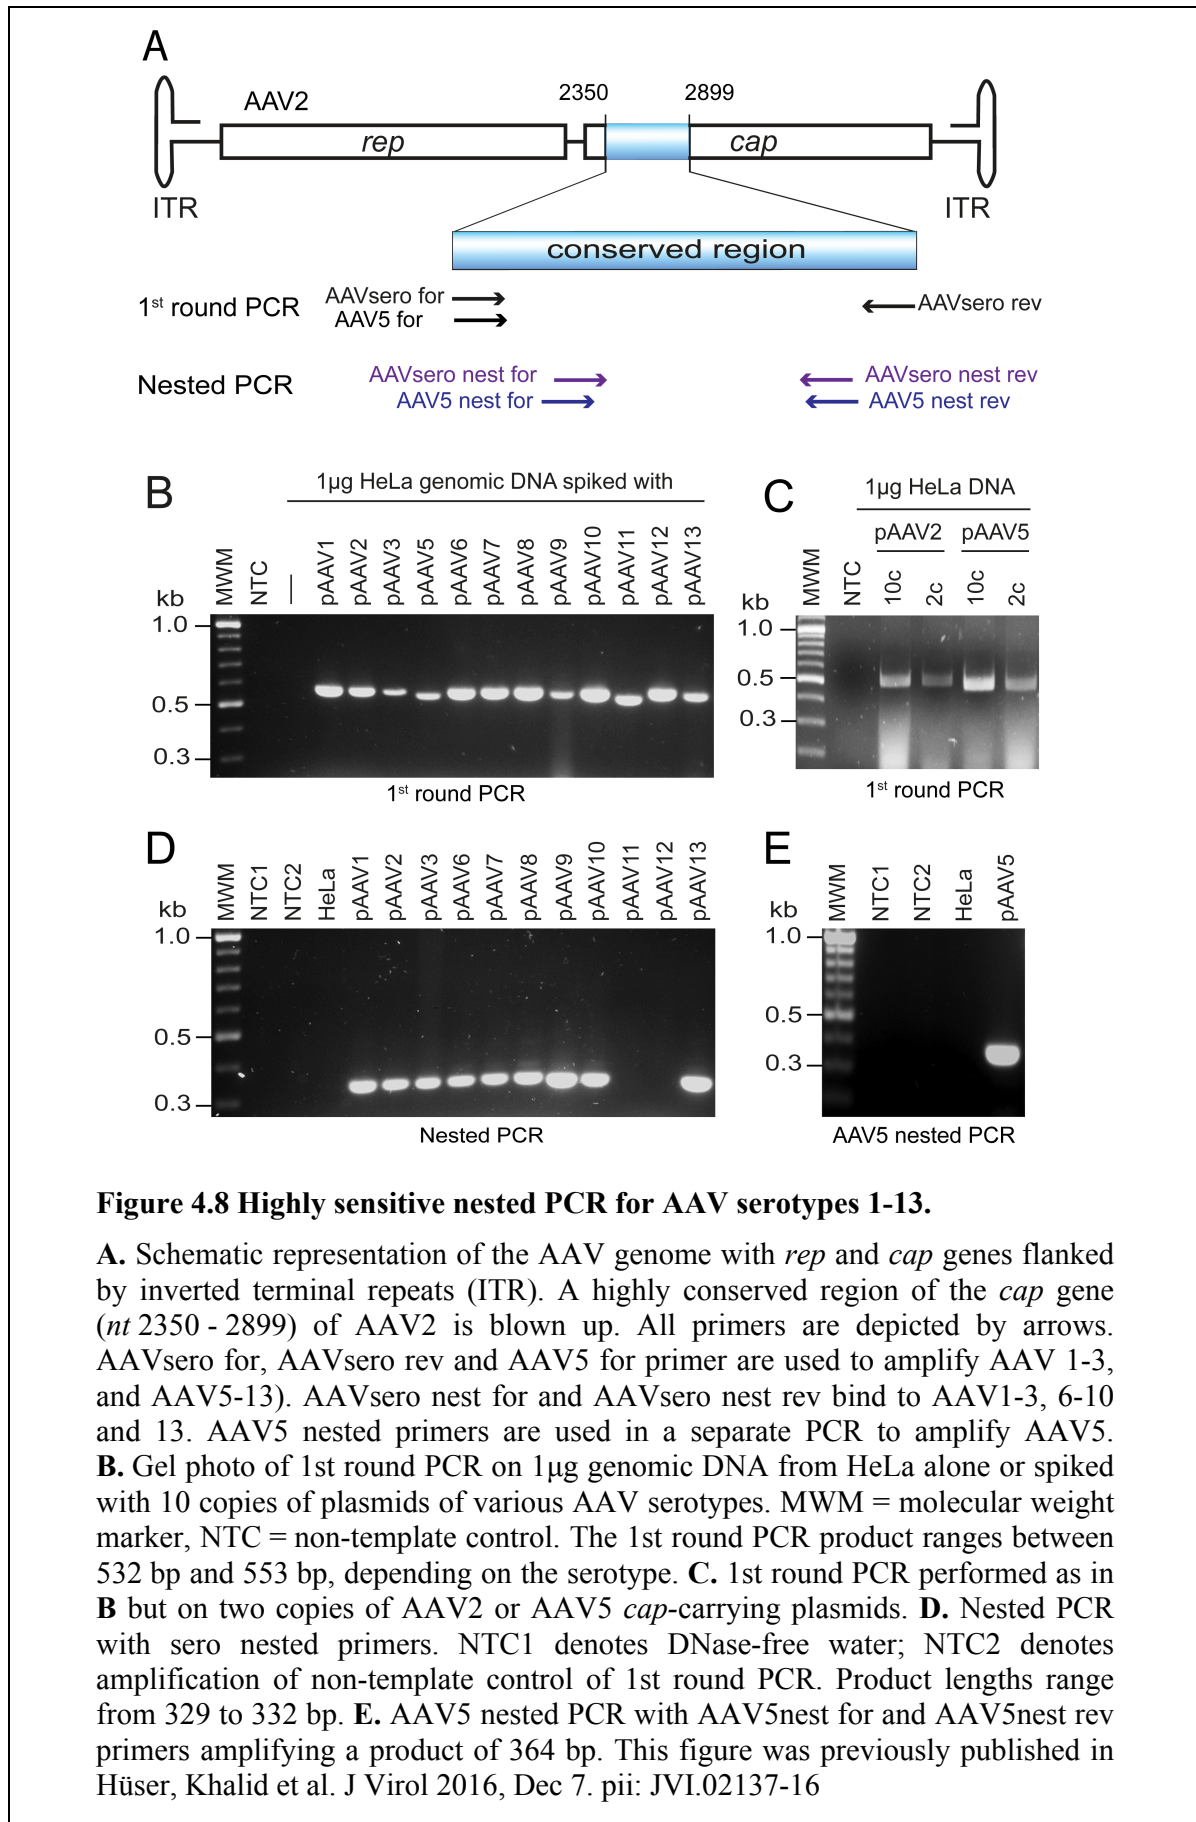 A
AAV2
2350
2899
rep
cap
ITR
ITR
conserved region
1st round PCR
AAVsero for
AAV5 for
AAVsero rev
Nested PCR
AAVsero nest for
AAV5 nest for
AAVsero nest rev
AAV5 nest rev
B
1µg HeLa genomic DNA spiked with
kb
MWM
NTC
—
pAAV1
pAAV2
pAAV3
pAAV5
pAAV6
pAAV7
pAAV8
pAAV9
pAAV10
pAAV11
pAAV12
pAAV13
1.0
0.5
0.3
1st round PCR
C
1µg HeLa DNA
pAAV2 pAAV5
kb
MWM
NTC
10c
2c
10c
2c
1.0
0.5
0.3
1st round PCR
D
kb
MWM
NTC1
NTC2
HeLa
pAAV1
pAAV2
pAAV3
pAAV6
pAAV7
pAAV8
pAAV9
pAAV10
pAAV11
pAAV12
pAAV13
1.0
0.5
0.3
Nested PCR
E
kb
MWM
NTC1
NTC2
HeLa
pAAV5
1.0
0.5
0.3
AAV5 nested PCR
Figure 4.8 Highly sensitive nested PCR for AAV serotypes 1-13.
A. Schematic representation of the AAV genome with rep and cap genes flanked
by inverted terminal repeats (ITR). A highly conserved region of the cap gene
(nt 2350 - 2899) of AAV2 is blown up. All primers are depicted by arrows.
AAVsero for, AAVsero rev and AAV5 for primer are used to amplify AAV 1-3,
and AAV5-13). AAVsero nest for and AAVsero nest rev bind to AAV1-3, 6-10
and 13. AAV5 nested primers are used in a separate PCR to amplify AAV5.
B. Gel photo of 1st round PCR on 1µg genomic DNA from HeLa alone or spiked
with 10 copies of plasmids of various AAV serotypes. MWM = molecular weight
marker, NTC = non-template control. The 1st round PCR product ranges between
532 bp and 553 bp, depending on the serotype. C. 1st round PCR performed as in
B but on two copies of AAV2 or AAV5 cap-carrying plasmids. D. Nested PCR
with sero nested primers. NTC1 denotes DNase-free water; NTC2 denotes
amplification of non-template control of 1st round PCR. Product lengths range
from 329 to 332 bp. E. AAV5 nested PCR with AAV5nest for and AAV5nest rev
primers amplifying a product of 364 bp. This figure was previously published in
Hüser, Khalid et al. J Virol 2016, Dec 7. pii: JVI.02137-16